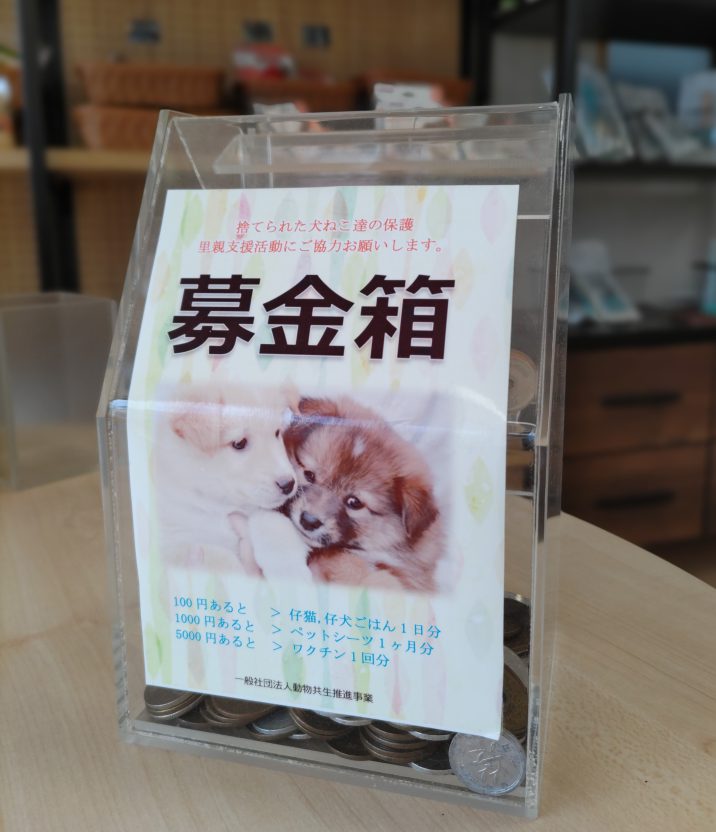 捨てられた犬ねこ達の保護
里親支援活動にご協力お願いします。
募金箱
100円あると ＞ 仔猫,仔犬ごはん1日分
1000円あると ＞ ペットシーツ1ヶ月分
5000円あると ＞ ワクチン1回分
一般社団法人動物共生推進事業